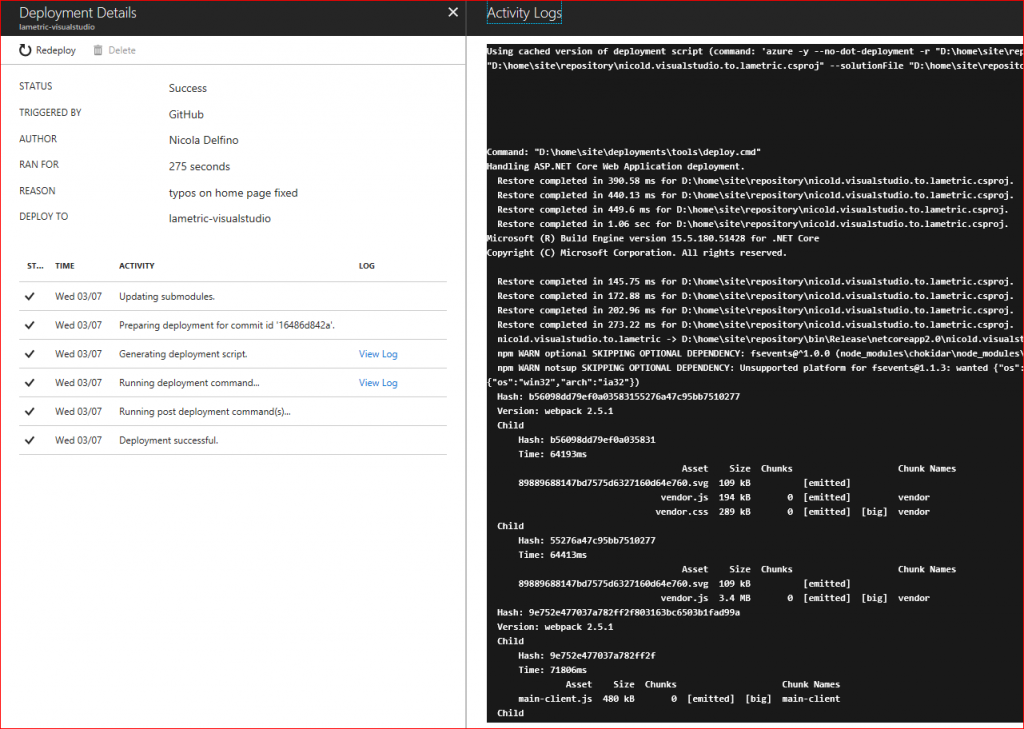 Deployment Details
lametric-visualstudio
Redeploy Delete
STATUS Success
TRIGGERED BY GitHub
AUTHOR Nicola Delfino
RAN FOR 275 seconds
REASON typos on home page fixed
DEPLOY TO lametric-visualstudio
ST... TIME ACTIVITY LOG
Wed 03/07 Updating submodules.
Wed 03/07 Preparing deployment for commit id '16486d842a'.
Wed 03/07 Generating deployment script. View Log
Wed 03/07 Running deployment command... View Log
Wed 03/07 Running post deployment command(s)...
Wed 03/07 Deployment successful.
Activity Logs
Using cached version of deployment script (command: 'azure -y --no-dot-deployment -r "D:\home\site\rep
"D:\home\site\repository\nicold.visualstudio.to.lametric.csproj" --solutionFile "D:\home\site\reposito
Command: "D:\home\site\deployments\tools\deploy.cmd"
Handling ASP.NET Core Web Application deployment.
Restore completed in 390.58 ms for D:\home\site\repository\nicold.visualstudio.to.lametric.csproj.
Restore completed in 440.13 ms for D:\home\site\repository\nicold.visualstudio.to.lametric.csproj.
Restore completed in 449.6 ms for D:\home\site\repository\nicold.visualstudio.to.lametric.csproj.
Restore completed in 1.06 sec for D:\home\site\repository\nicold.visualstudio.to.lametric.csproj.
Microsoft (R) Build Engine version 15.5.180.51428 for .NET Core
Copyright (C) Microsoft Corporation. All rights reserved.
Restore completed in 145.75 ms for D:\home\site\repository\nicold.visualstudio.to.lametric.csproj.
Restore completed in 172.88 ms for D:\home\site\repository\nicold.visualstudio.to.lametric.csproj.
Restore completed in 202.96 ms for D:\home\site\repository\nicold.visualstudio.to.lametric.csproj.
Restore completed in 273.22 ms for D:\home\site\repository\nicold.visualstudio.to.lametric.csproj.
nicold.visualstudio.to.lametric -> D:\home\site\repository\bin\Release\netcoreapp2.0\nicold.visualst
npm WARN optional SKIPPING OPTIONAL DEPENDENCY: fsevents@^1.0.0 (node_modules\chokidar\node_modules\
npm WARN notsup SKIPPING OPTIONAL DEPENDENCY: Unsupported platform for fsevents@1.1.3: wanted {"os":
{"os":"win32","arch":"ia32"})
Hash: b56098dd79ef0a03583155276a47c95bb7510277
Version: webpack 2.5.1
Child
Hash: b56098dd79ef0a035831
Time: 64193ms
Asset Size Chunks Chunk Names
89889688147bd7575d6327160d64e760.svg 109 kB [emitted]
vendor.js 194 kB 0 [emitted] vendor
vendor.css 289 kB 0 [emitted] [big] vendor
Child
Hash: 55276a47c95bb7510277
Time: 64413ms
Asset Size Chunks Chunk Names
89889688147bd7575d6327160d64e760.svg 109 kB [emitted]
vendor.js 3.4 MB 0 [emitted] [big] vendor
Hash: 9e752e477037a782ff2f803163bc6503b1fad99a
Version: webpack 2.5.1
Child
Hash: 9e752e477037a782ff2f
Time: 71806ms
Asset Size Chunks Chunk Names
main-client.js 480 kB 0 [emitted] [big] main-client
Child